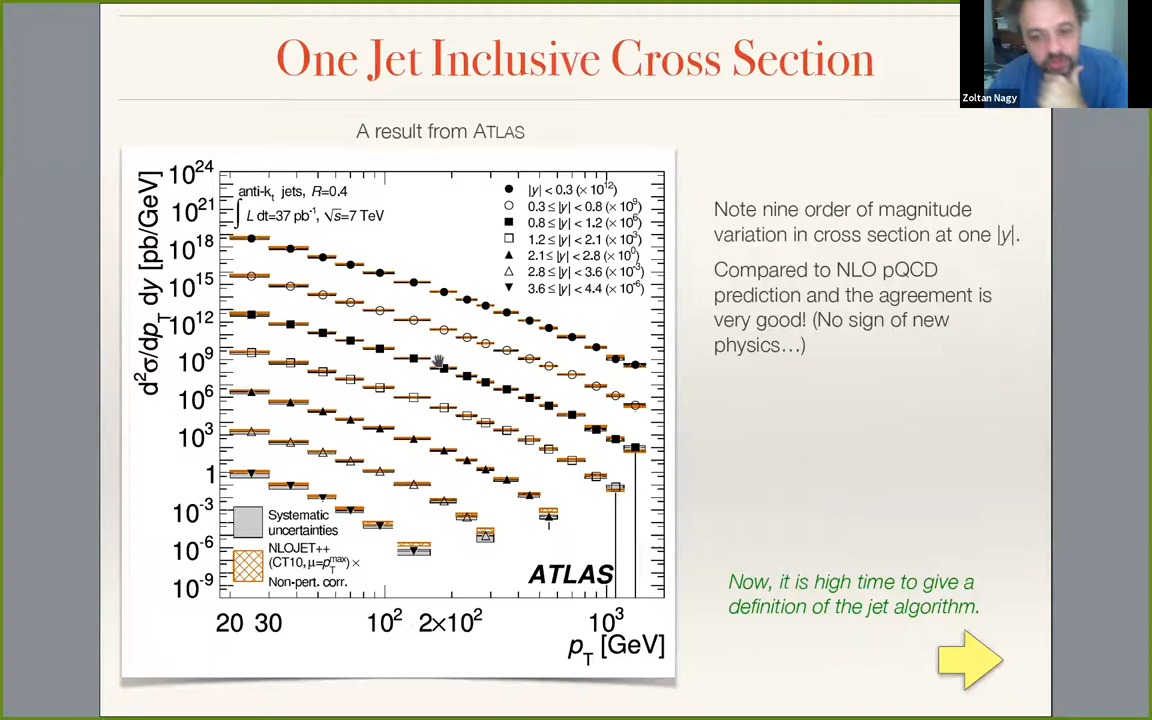 One Jet Inclusive Cross Section
Zoltan Nagy
A result from ATLAS
d²σ/dp_T dy [pb/GeV]
10²⁴
10²¹
10¹⁸
10¹⁵
10¹²
10⁹
10⁶
10³
1
10⁻³
10⁻⁶
10⁻⁹
anti-k_t jets, R=0.4
∫ L dt=37 pb⁻¹, √s=7 TeV
|y| < 0.3 (× 10¹²)
0.3 ≤ |y| < 0.8 (× 10⁹)
0.8 ≤ |y| < 1.2 (× 10⁶)
1.2 ≤ |y| < 2.1 (× 10³)
2.1 ≤ |y| < 2.8 (× 10⁰)
2.8 ≤ |y| < 3.6 (× 10⁻³)
3.6 ≤ |y| < 4.4 (× 10⁻⁶)
Systematic
uncertainties
NLOJET++
(CT10, μ=p_T^max) ×
Non-pert. corr.
ATLAS
20 30 10² 2×10² 10³
p_T [GeV]
Note nine order of magnitude
variation in cross section at one |y|.
Compared to NLO pQCD
prediction and the agreement is
very good! (No sign of new
physics…)
Now, it is high time to give a
definition of the jet algorithm.